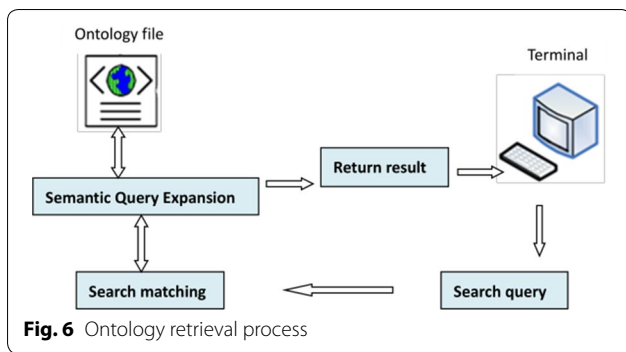 Ontology file
Terminal
Return result
Semantic Query Expansion
Search matching
Search query
Fig. 6 Ontology retrieval process